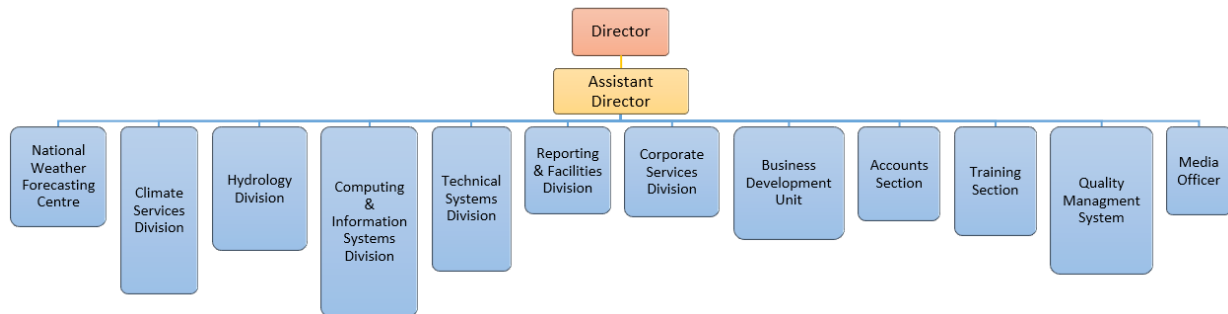 Director
Assistant
Director
National
Weather
Forecasting
Centre
Climate
Services
Division
Hydrology
Division
Computing
&
Information
Systems
Division
Technical
Systems
Division
Reporting
& Facilities
Division
Corporate
Services
Division
Business
Development
Unit
Accounts
Section
Training
Section
Quality
Managment
System
Media
Officer